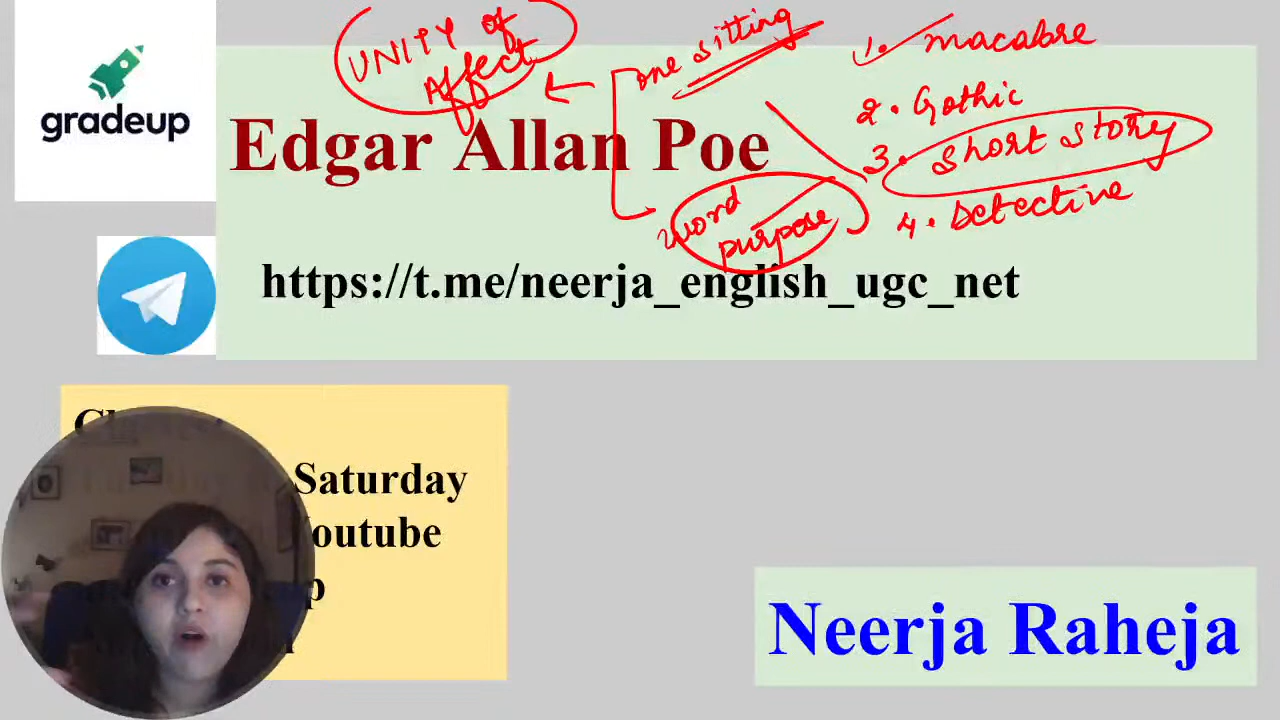 UNITY of
Affect
one sitting
1. macabre
2. Gothic
3. short story
4. Detective
word
purpose
gradeup
Edgar Allan Poe
https://t.me/neerja_english_ugc_net
Saturday
Youtube
Neerja Raheja